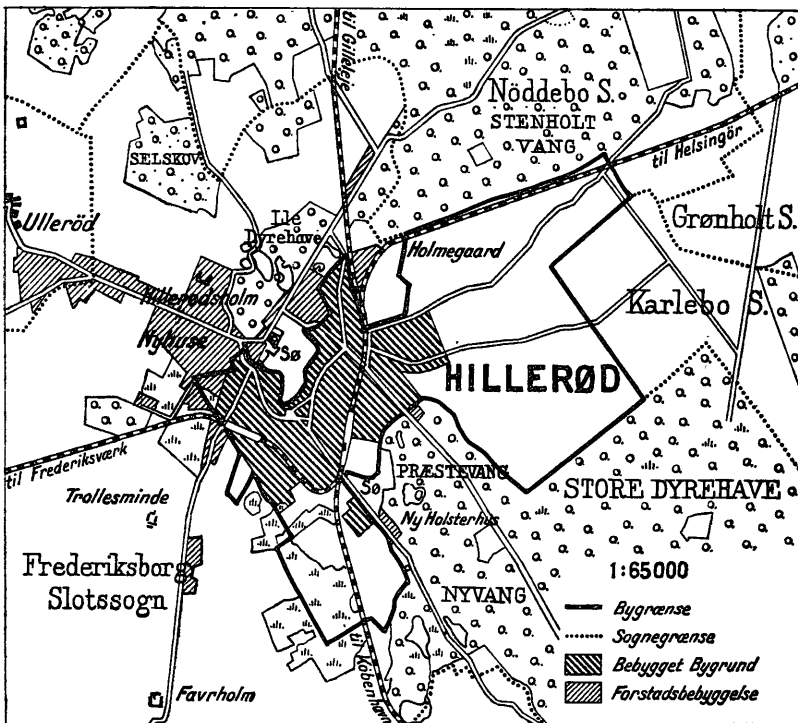 til Gilleleje
Nöddebo S.
STENHOLT
VANG
til Helsingör
SELSKOV
Ulleröd
Lle
Dyrehave
Grønholt S.
Holmegaard
Hillerødsholm
Karlebo S.
Nyhuse
Sø
HILLERØD
til Frederiksværk
PRÆSTEVANG
Sø
STORE DYREHAVE
Trollesminde
Ny Holsterhus
Frederiksborg
Slotssogn
NYVANG
1:65000
Bygrænse
Sognegrænse
til København
Bebygget Bygrund
Favrholm
Forstadsbebyggelse